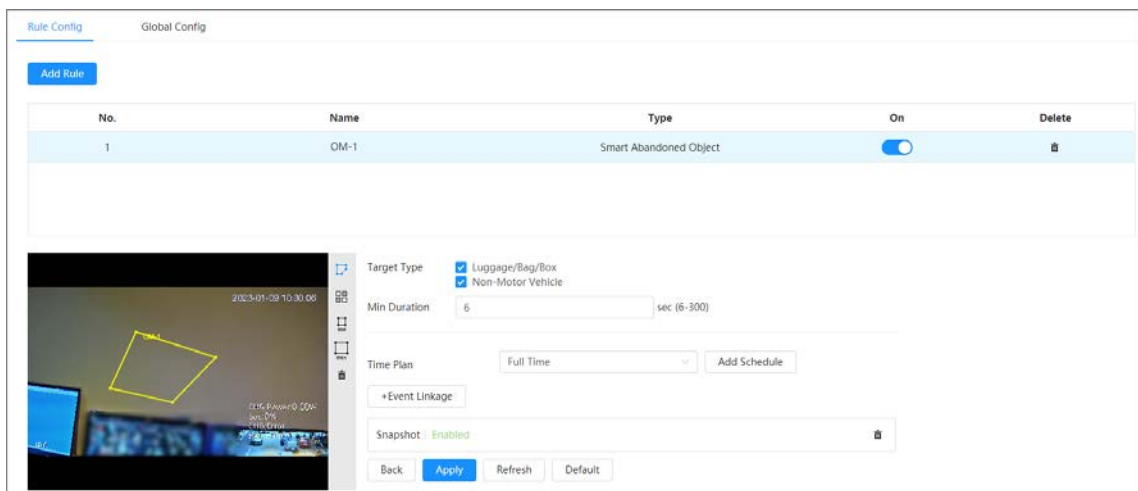 Rule Config Global Config
Add Rule
No. Name Type On Delete
1 OM-1 Smart Abandoned Object
Target Type Luggage/Bag/Box
Non-Motor Vehicle
2023-01-09 10:30:06
Min Duration 6 sec (6-300)
OM-1
Time Plan Full Time Add Schedule
+Event Linkage
Snapshot Enabled
Back Apply Refresh Default